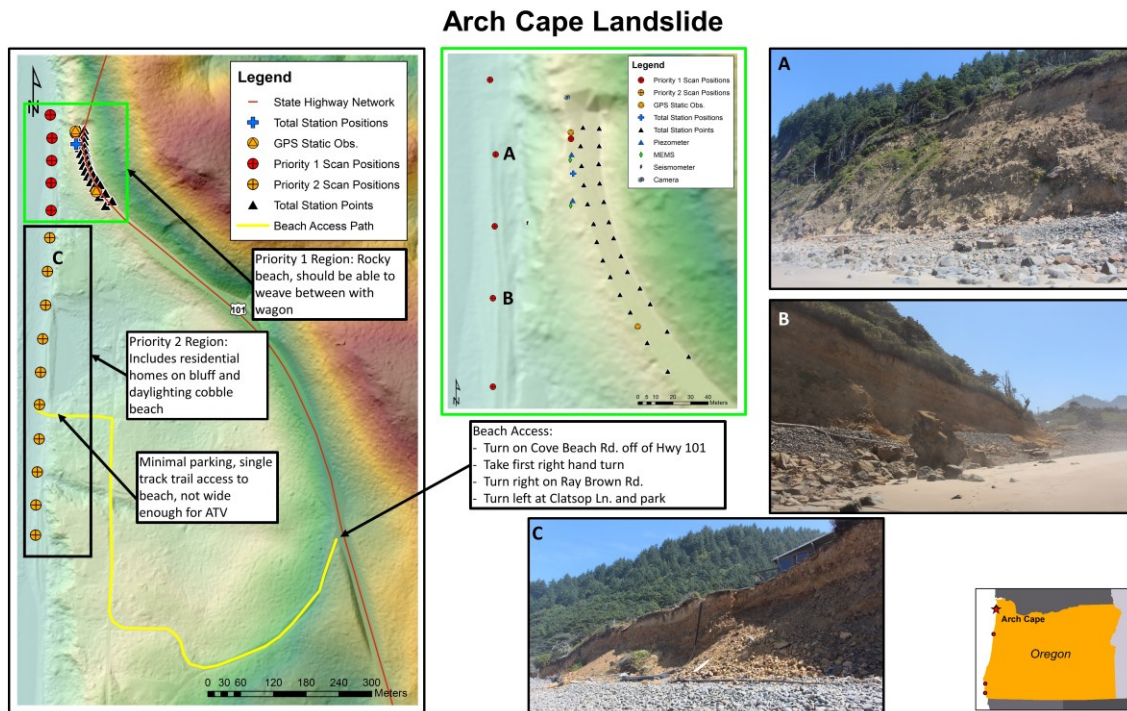 Arch Cape Landslide
IN
Legend
State Highway Network
Total Station Positions
GPS Static Obs.
Priority 1 Scan Positions
Priority 2 Scan Positions
Total Station Points
Beach Access Path
C
Priority 1 Region: Rocky
beach, should be able to
weave between with
wagon
101
Priority 2 Region:
Includes residential
homes on bluff and
daylighting cobble
beach
Minimal parking, single
track trail access to
beach, not wide
enough for ATV
0 30 60 120 180 240 300
Meters
Legend
Priority 1 Scan Positions
Priority 2 Scan Positions
GPS Static Obs.
Total Station Positions
Total Station Points
Piezometer
MEMS
Seismometer
Camera
A
B
0 5 10 20 30 40
Meters
Beach Access:
- Turn on Cove Beach Rd. off of Hwy 101
- Take first right hand turn
- Turn right on Ray Brown Rd.
- Turn left at Clatsop Ln. and park
A
B
C
Arch Cape
Oregon